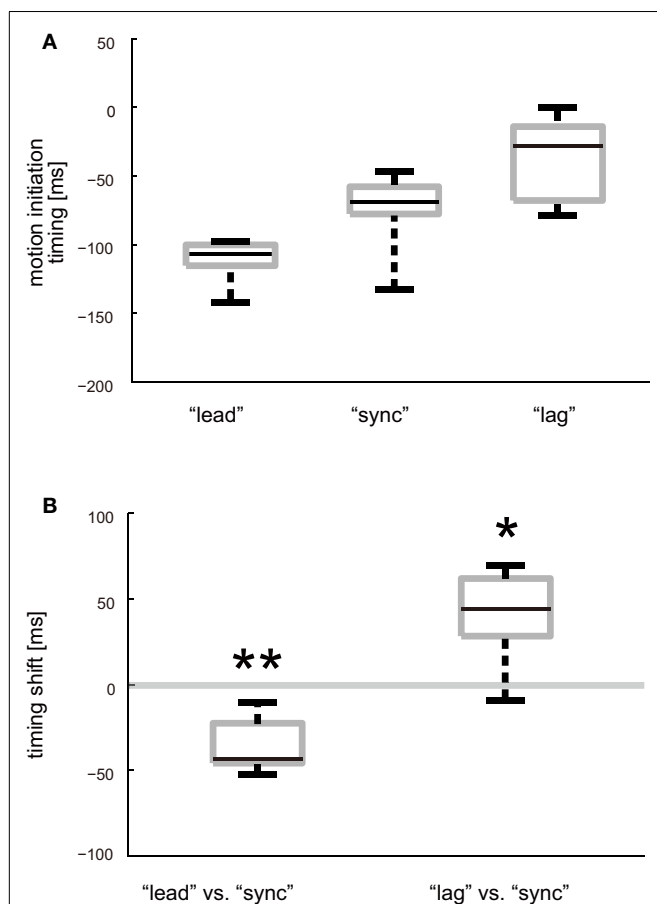 A
50
0
−50
−100
−150
−200
motion initiation
timing [ms]
“lead” “sync” “lag”
B
100
50
0
−50
−100
timing shift [ms]
** *
“lead” vs. “sync” “lag” vs. “sync”